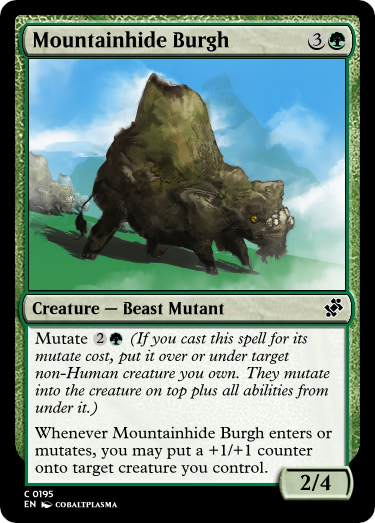 Mountainhide Burgh 3
Creature — Beast Mutant
Mutate 2 (If you cast this spell for its
mutate cost, put it over or under target
non-Human creature you own. They mutate
into the creature on top plus all abilities from
under it.)
Whenever Mountainhide Burgh enters or
mutates, you may put a +1/+1 counter
onto target creature you control.
2/4
C 0195
EN COBALTPLASMA